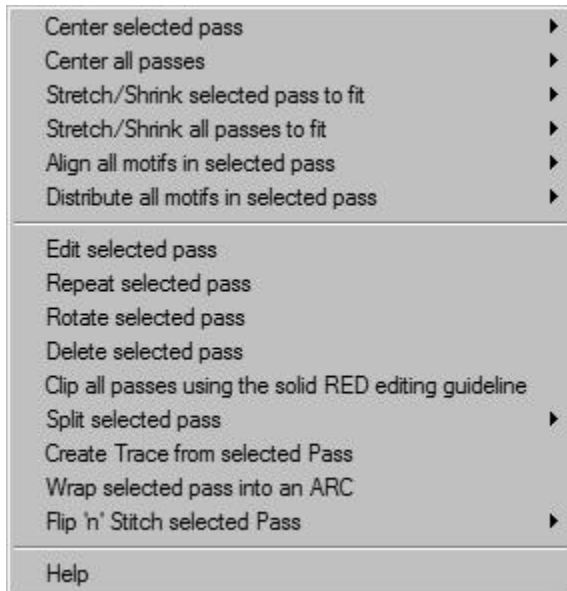 Center selected pass
Center all passes
Stretch/Shrink selected pass to fit
Stretch/Shrink all passes to fit
Align all motifs in selected pass
Distribute all motifs in selected pass
Edit selected pass
Repeat selected pass
Rotate selected pass
Delete selected pass
Clip all passes using the solid RED editing guideline
Split selected pass
Create Trace from selected Pass
Wrap selected pass into an ARC
Flip 'n' Stitch selected Pass
Help